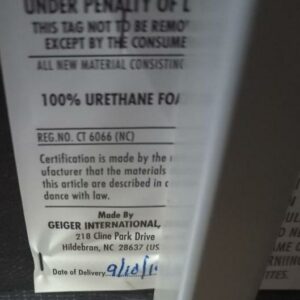 UNDER PENALTY OF L
THIS TAG NOT TO BE REMO
EXCEPT BY THE CONSUME
ALL NEW MATERIAL CONSISTING
100% URETHANE FOA
REG.NO. CT 6066 (NC)
Certification is made by the
ufacturer that the materials
this article are described in
dance with law.
Made By
GEIGER INTERNATIONAL,
218 Cline Park Drive
Hildebran, NC 28637 (US
Date of Delivery